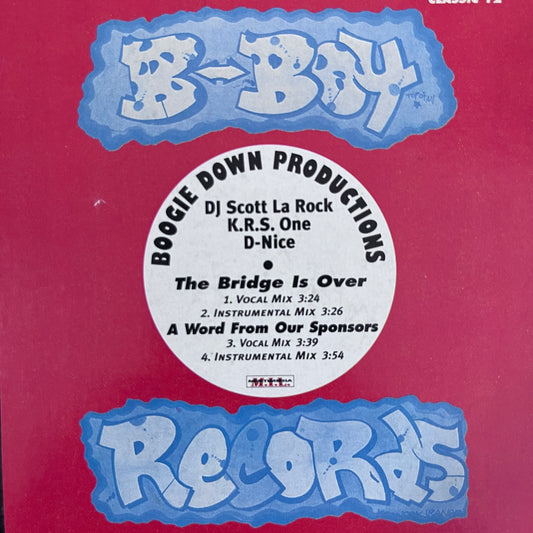 CLASSIC 12"
B-BOY
BOOGIE DOWN PRODUCTIONS
DJ Scott La Rock
K.R.S. One
D-Nice
The Bridge Is Over
1. VOCAL MIX 3:24
2. INSTRUMENTAL MIX 3:26
A Word From Our Sponsors
3. VOCAL MIX 3:39
4. INSTRUMENTAL MIX 3:54
RECORDS